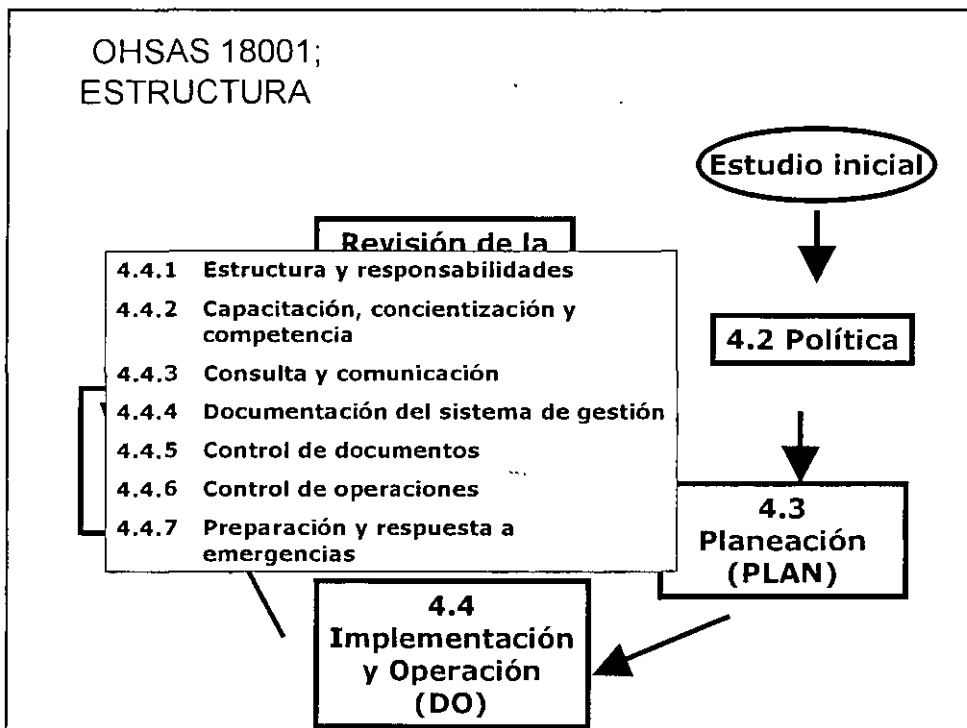 OHSAS 18001;
ESTRUCTURA
Estudio inicial
Revisión de la
4.4.1 Estructura y responsabilidades
4.4.2 Capacitación, concientización y
competencia
4.4.3 Consulta y comunicación
4.4.4 Documentación del sistema de gestión
4.4.5 Control de documentos
4.4.6 Control de operaciones
4.4.7 Preparación y respuesta a
emergencias
4.2 Política
4.3
Planeación
(PLAN)
4.4
Implementación
y Operación
(DO)